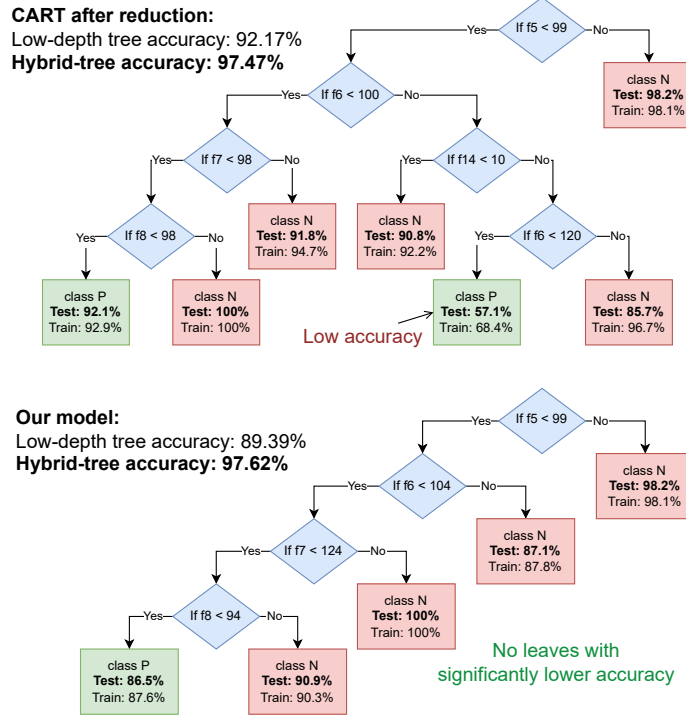 CART after reduction:
Low-depth tree accuracy: 92.17%
Hybrid-tree accuracy: 97.47%
If f5 < 99
Yes
No
class N
Test: 98.2%
Train: 98.1%
If f6 < 100
Yes
No
If f7 < 98
Yes
No
If f14 < 10
Yes
No
class N
Test: 91.8%
Train: 94.7%
class N
Test: 90.8%
Train: 92.2%
If f8 < 98
Yes
No
If f6 < 120
Yes
No
class P
Test: 92.1%
Train: 92.9%
class N
Test: 100%
Train: 100%
class P
Test: 57.1%
Train: 68.4%
class N
Test: 85.7%
Train: 96.7%
Low accuracy
Our model:
Low-depth tree accuracy: 89.39%
Hybrid-tree accuracy: 97.62%
If f5 < 99
Yes
No
class N
Test: 98.2%
Train: 98.1%
If f6 < 104
Yes
No
class N
Test: 87.1%
Train: 87.8%
If f7 < 124
Yes
No
class N
Test: 100%
Train: 100%
If f8 < 94
Yes
No
class P
Test: 86.5%
Train: 87.6%
class N
Test: 90.9%
Train: 90.3%
No leaves with
significantly lower accuracy